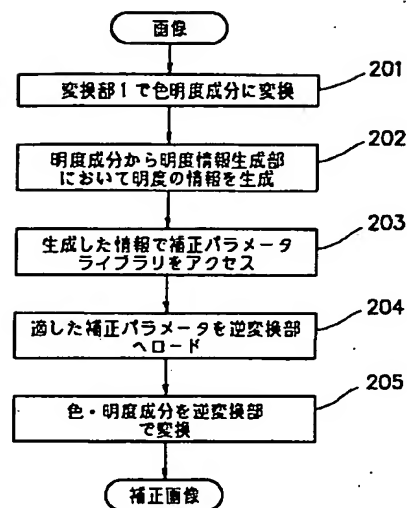 画像
変換部1で色明度成分に変換
201
明度成分から明度情報生成部
において明度の情報を生成
202
生成した情報で補正パラメータ
ライブラリをアクセス
203
適した補正パラメータを逆変換部
へロード
204
色・明度成分を逆変換部
で変換
205
補正画像